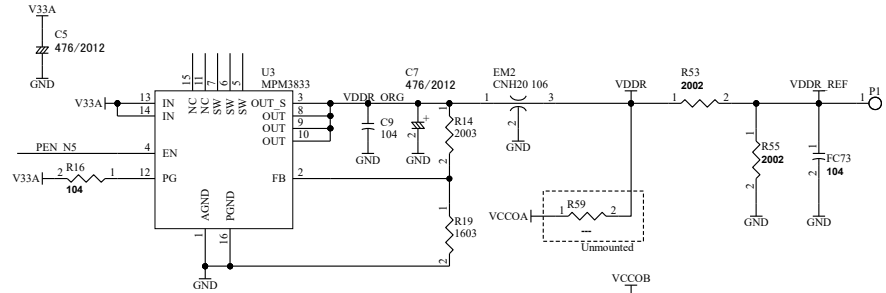 V33A
C5
476/2012
GND
15
11
7
6
5
NC
NC
SW
SW
SW
U3
MPM3833
V33A
13
14
IN
IN
OUT_S
OUT
OUT
OUT
3
8
9
10
VDDR_ORG
C9
104
GND
C7
476/2012
+
2
GND
1
R14
2003
2
EM2
CNH20 106
1
3
2
GND
VDDR
R53
2002
1
2
VDDR_REF
P1
1
PEN_N5
4
EN
V33A
2
R16
1
104
12
PG
FB
2
AGND
PGND
1
16
GND
1
R19
1603
2
VCCOA
1
R59
2
---
Unmounted
1
R55
2002
2
GND
1
FC73
104
2
GND
VCCOB